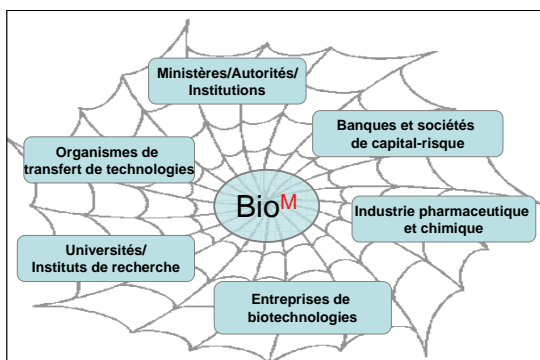 Ministères/Autorités/
Institutions
Banques et sociétés
de capital-risque
Organismes de
transfert de technologies
BioM
Industrie pharmaceutique
et chimique
Universités/
Instituts de recherche
Entreprises de
biotechnologies